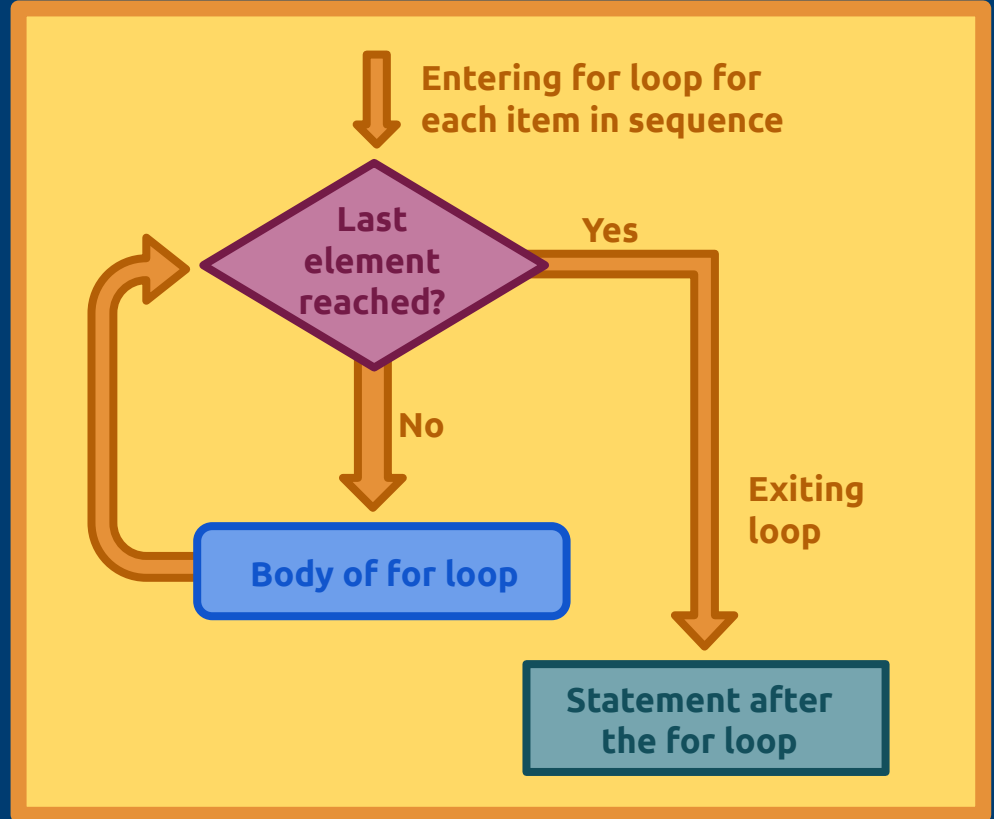 Entering for loop for
each item in sequence
Last
element
reached?
Yes
No
Exiting
loop
Body of for loop
Statement after
the for loop